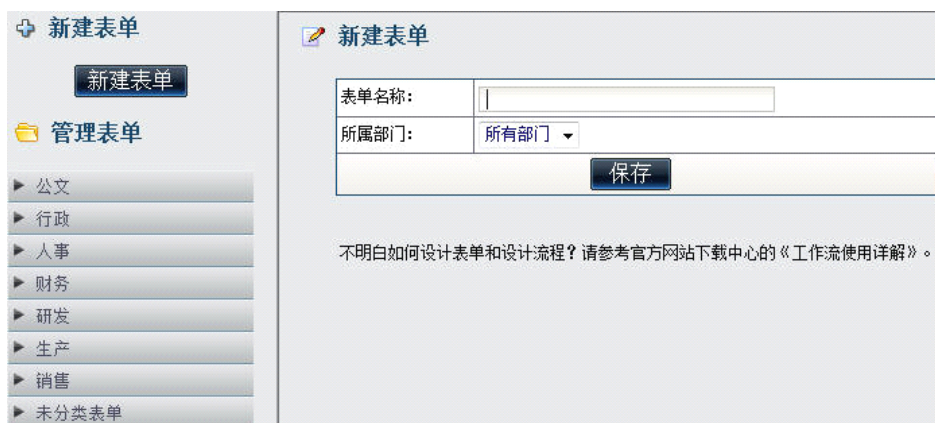 新建表单
新建表单
管理表单
公文
行政
人事
财务
研发
生产
销售
未分类表单
新建表单
表单名称：
所属部门： 所有部门
保存
不明白如何设计表单和设计流程？请参考官方网站下载中心的《工作流使用详解》。